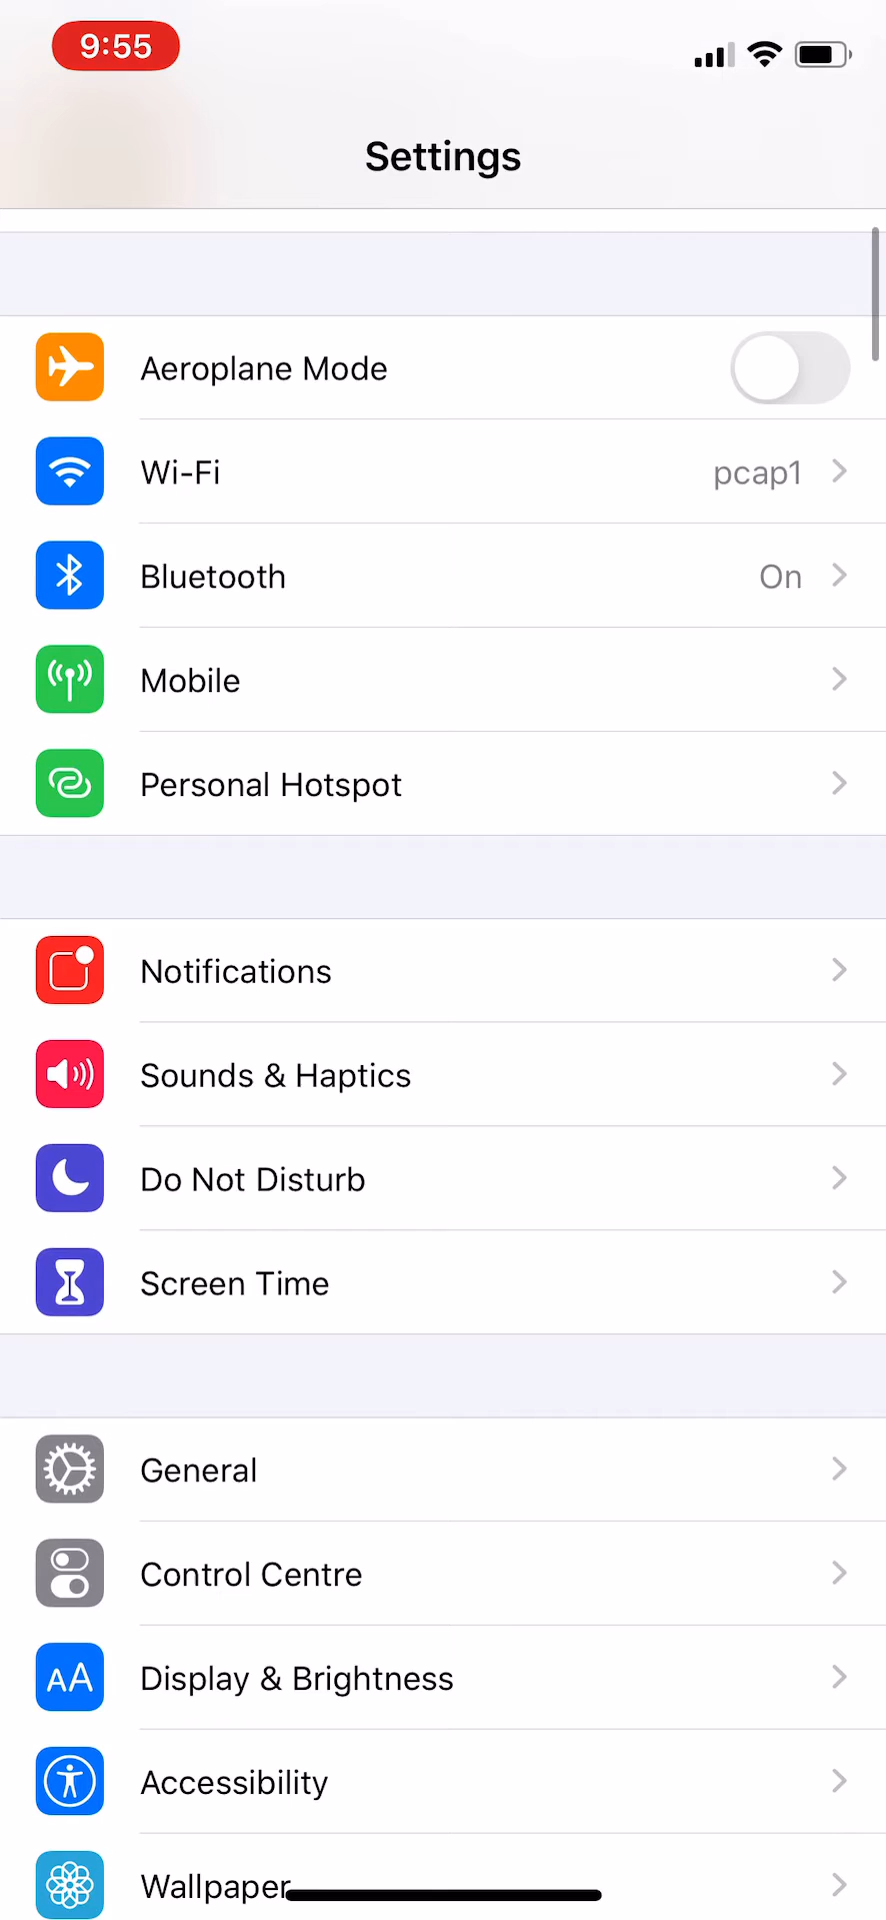 9:55
Settings
Aeroplane Mode
Wi-Fi pcap1
Bluetooth On
Mobile
Personal Hotspot
Notifications
Sounds & Haptics
Do Not Disturb
Screen Time
General
Control Centre
AA Display & Brightness
Accessibility
Wallpaper